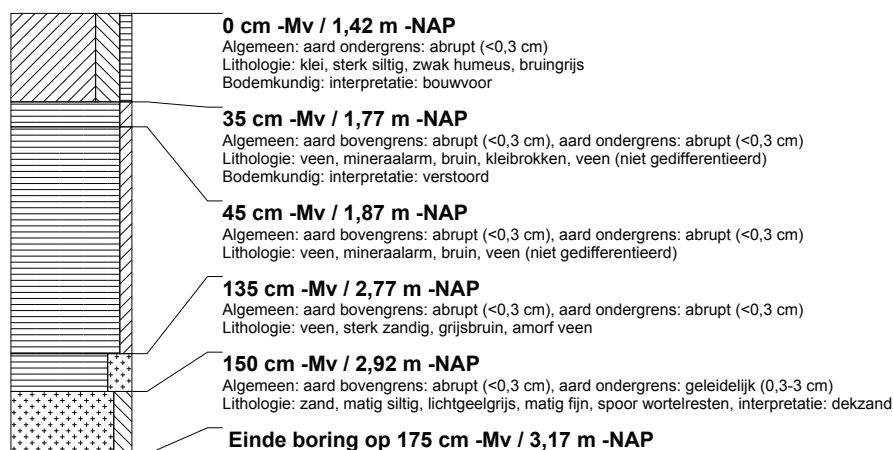 0 cm -Mv / 1,42 m -NAP
Algemeen: aard ondergrens: abrupt (<0,3 cm)
Lithologie: klei, sterk siltig, zwak humeus, bruingrijs
Bodemkundig: interpretatie: bouwvoor
35 cm -Mv / 1,77 m -NAP
Algemeen: aard bovengrens: abrupt (<0,3 cm), aard ondergrens: abrupt (<0,3 cm)
Lithologie: veen, mineraalarm, bruin, kleibrokken, veen (niet gedifferentieerd)
Bodemkundig: interpretatie: verstoord
45 cm -Mv / 1,87 m -NAP
Algemeen: aard bovengrens: abrupt (<0,3 cm), aard ondergrens: abrupt (<0,3 cm)
Lithologie: veen, mineraalarm, bruin, veen (niet gedifferentieerd)
135 cm -Mv / 2,77 m -NAP
Algemeen: aard bovengrens: abrupt (<0,3 cm), aard ondergrens: abrupt (<0,3 cm)
Lithologie: veen, sterk zandig, grijsbruin, amorf veen
150 cm -Mv / 2,92 m -NAP
Algemeen: aard bovengrens: abrupt (<0,3 cm), aard ondergrens: geleidelijk (0,3-3 cm)
Lithologie: zand, matig siltig, lichtgeelgrijs, matig fijn, spoor wortelresten, interpretatie: dekzand
Einde boring op 175 cm -Mv / 3,17 m -NAP